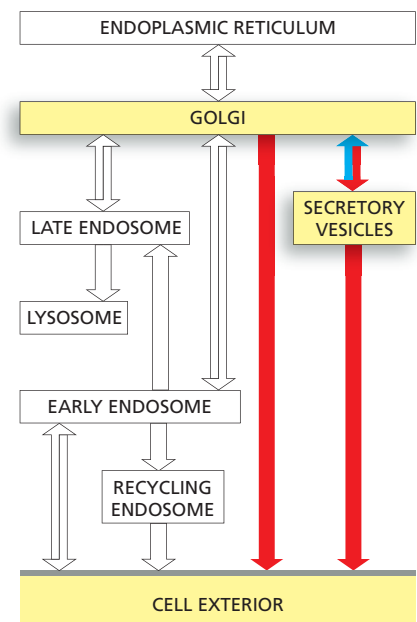 ENDOPLASMIC RETICULUM
GOLGI
LATE ENDOSOME
SECRETORY
VESICLES
LYSOSOME
EARLY ENDOSOME
RECYCLING
ENDOSOME
CELL EXTERIOR